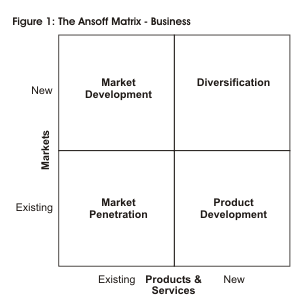 Figure 1: The Ansoff Matrix - Business
New
Market
Development
Diversification
Markets
Existing
Market
Penetration
Product
Development
Existing
Products &
Services
New